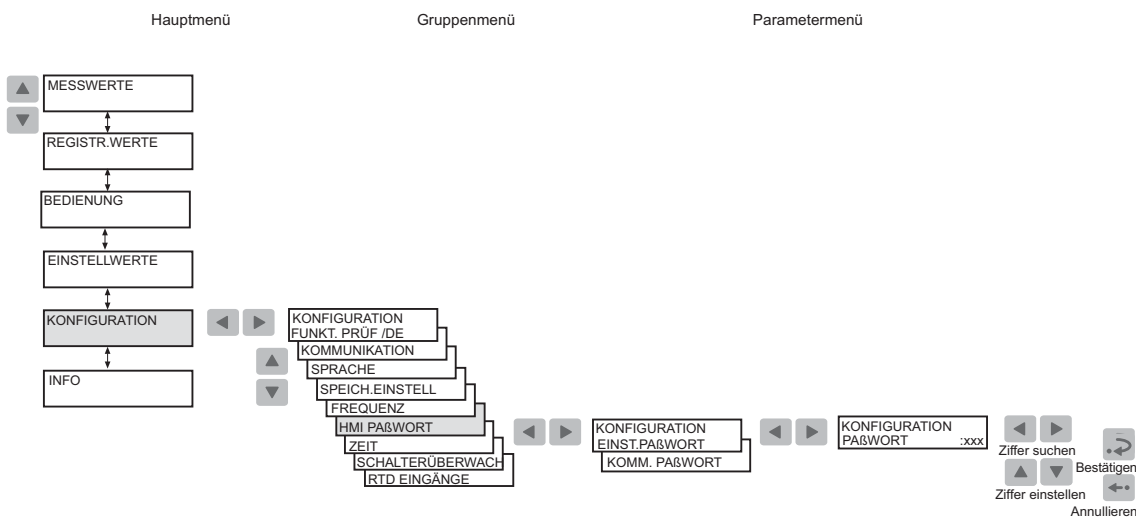 Hauptmenü
Gruppenmenü
Parametermenü
MESSWERTE
REGISTR.WERTE
BEDIENUNG
EINSTELLWERTE
KONFIGURATION
INFO
KONFIGURATION
FUNKT. PRÜF /DE
KOMMUNIKATION
SPRACHE
SPEICH.EINSTELL
FREQUENZ
HMI PAßWORT
ZEIT
SCHALTERÜBERWACH
RTD EINGÄNGE
KONFIGURATION
EINST.PAßWORT
KOMM. PAßWORT
KONFIGURATION
PAßWORT :xxx
Ziffer suchen
Bestätigen
Ziffer einstellen
Annullieren